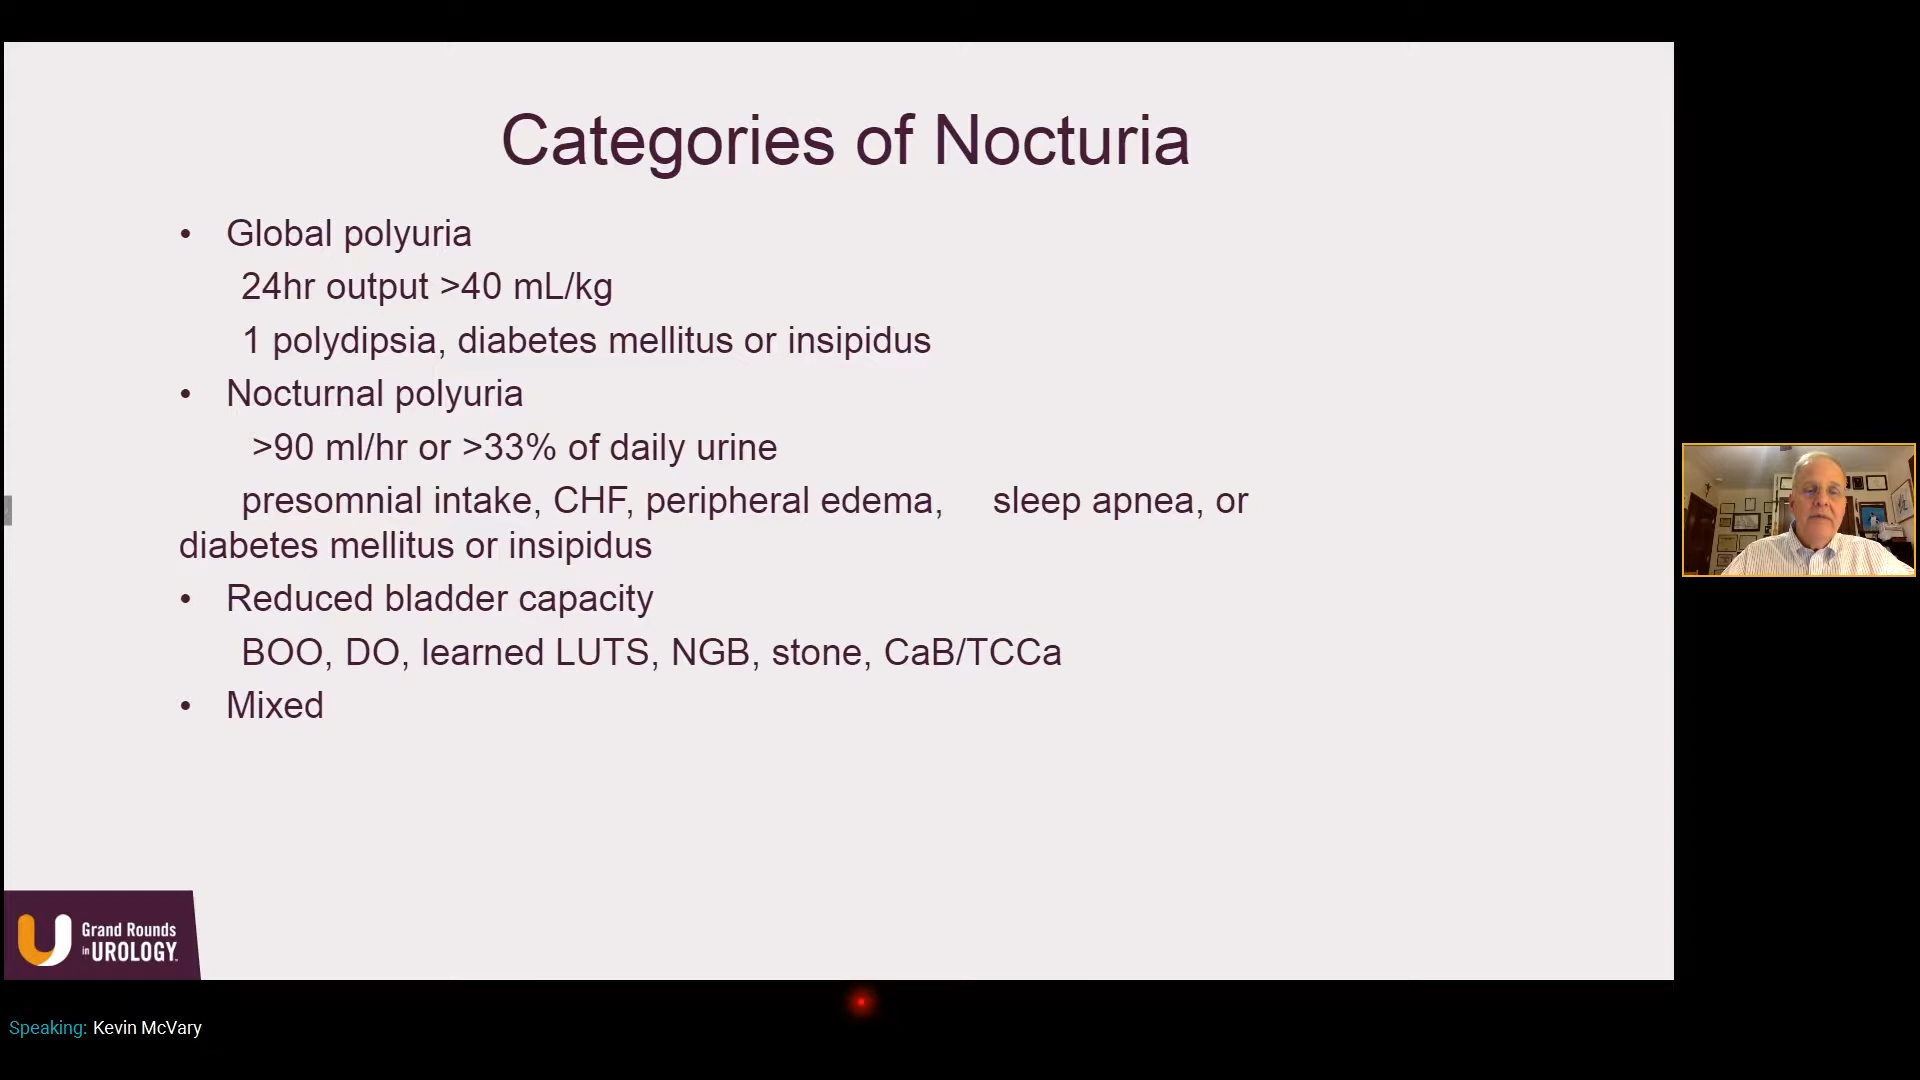 Categories of Nocturia
• Global polyuria
24hr output >40 mL/kg
1 polydipsia, diabetes mellitus or insipidus
• Nocturnal polyuria
>90 ml/hr or >33% of daily urine
presomnial intake, CHF, peripheral edema, sleep apnea, or
diabetes mellitus or insipidus
• Reduced bladder capacity
BOO, DO, learned LUTS, NGB, stone, CaB/TCCa
• Mixed
Grand Rounds
in UROLOGY™
Speaking: Kevin McVary